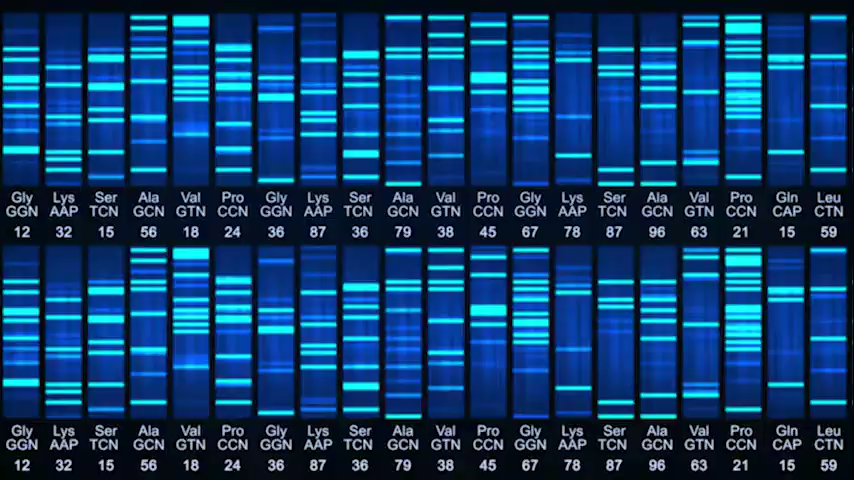 Gly Lys Ser Ala Val Pro Gly Lys Ser Ala Val Pro Gly Lys Ser Ala Val Pro Gln Leu
GGN AAP TCN GCN GTN CCN GGN AAP TCN GCN GTN CCN GGN AAP TCN GCN GTN CCN CAP CTN
12 32 15 56 18 24 36 87 36 79 38 45 67 78 87 96 63 21 15 59
Gly Lys Ser Ala Val Pro Gly Lys Ser Ala Val Pro Gly Lys Ser Ala Val Pro Gln Leu
GGN AAP TCN GCN GTN CCN GGN AAP TCN GCN GTN CCN GGN AAP TCN GCN GTN CCN CAP CTN
12 32 15 56 18 24 36 87 36 79 38 45 67 78 87 96 63 21 15 59